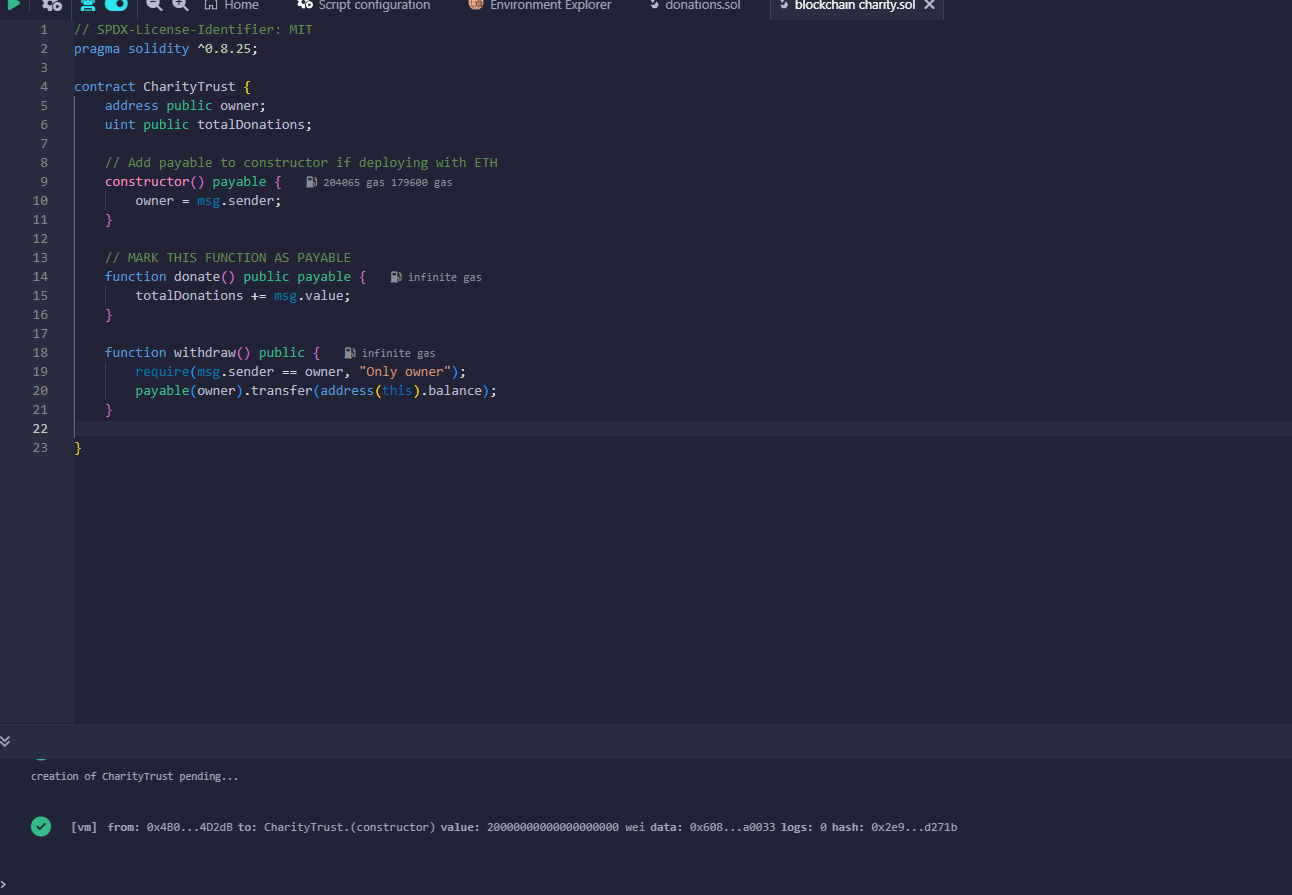 Home Script configuration Environment Explorer donations.sol blockchain charity.sol
1 // SPDX-License-Identifier: MIT
2 pragma solidity ^0.8.25;
3
4 contract CharityTrust {
5 address public owner;
6 uint public totalDonations;
7
8 // Add payable to constructor if deploying with ETH
9 constructor() payable { 204065 gas 179600 gas
10 owner = msg.sender;
11 }
12
13 // MARK THIS FUNCTION AS PAYABLE
14 function donate() public payable { infinite gas
15 totalDonations += msg.value;
16 }
17
18 function withdraw() public { infinite gas
19 require(msg.sender == owner, "Only owner");
20 payable(owner).transfer(address(this).balance);
21 }
22
23 }
creation of CharityTrust pending...
[vm] from: 0x4B0...4D2dB to: CharityTrust.(constructor) value: 20000000000000000000 wei data: 0x608...a0033 logs: 0 hash: 0x2e9...d271b
>